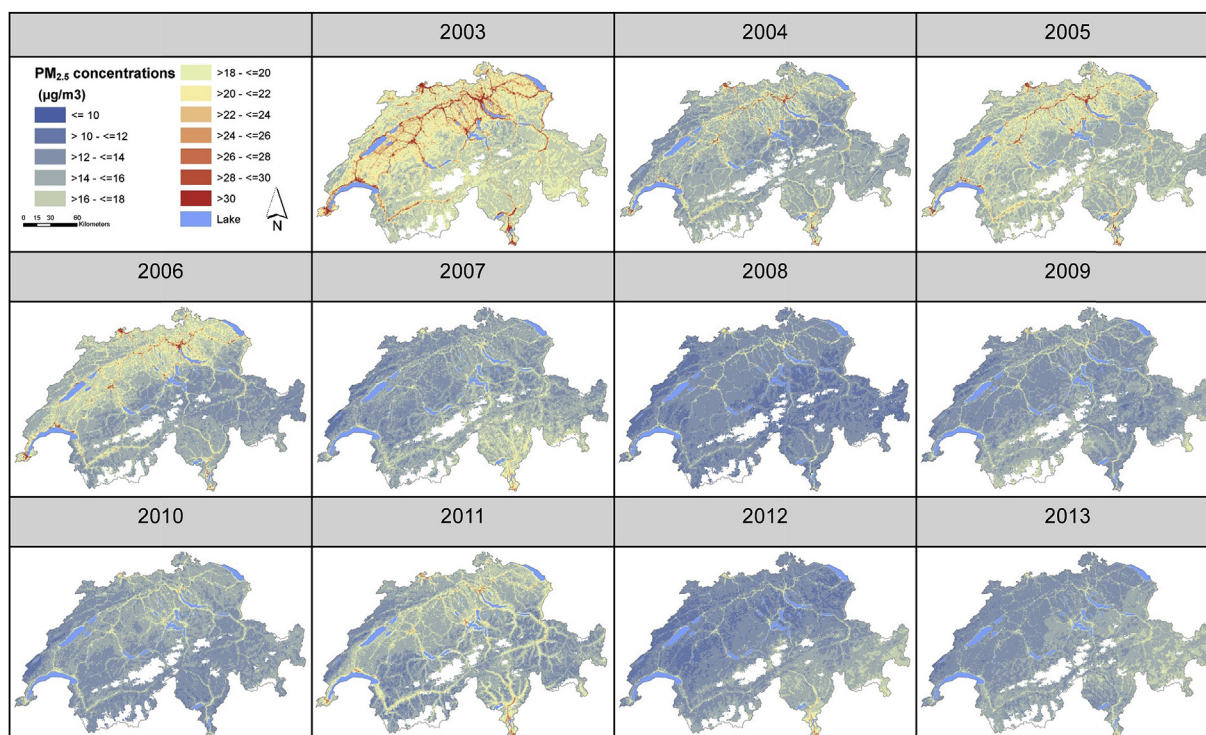 2003
2004
2005
PM2.5 concentrations
(µg/m3)
<= 10
> 10 - <=12
>12 - <=14
>14 - <=16
>16 - <=18
>18 - <=20
>20 - <=22
>22 - <=24
>24 - <=26
>26 - <=28
>28 - <=30
>30
Lake
0 15 30 60
Kilometers
N
2006
2007
2008
2009
2010
2011
2012
2013